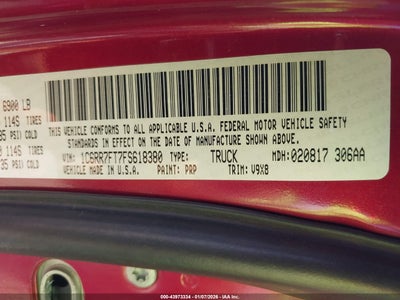 6900 LB
114S TIRES
35 PSI) COLD
114S TIRES
35 PSI) COLD
THIS VEHICLE CONFORMS TO ALL APPLICABLE U.S.A. FEDERAL MOTOR VEHICLE SAFETY
STANDARDS IN EFFECT ON THE DATE OF MANUFACTURE SHOWN ABOVE.
VIN: 1C6RR7FT7FS618380 TYPE: TRUCK MDH: 020817 306AA
VEHICLE MADE IN U.S.A. PAINT: PRP TRIM: V9X8
000-43973334 - 01/07/2026 - IAA Inc.